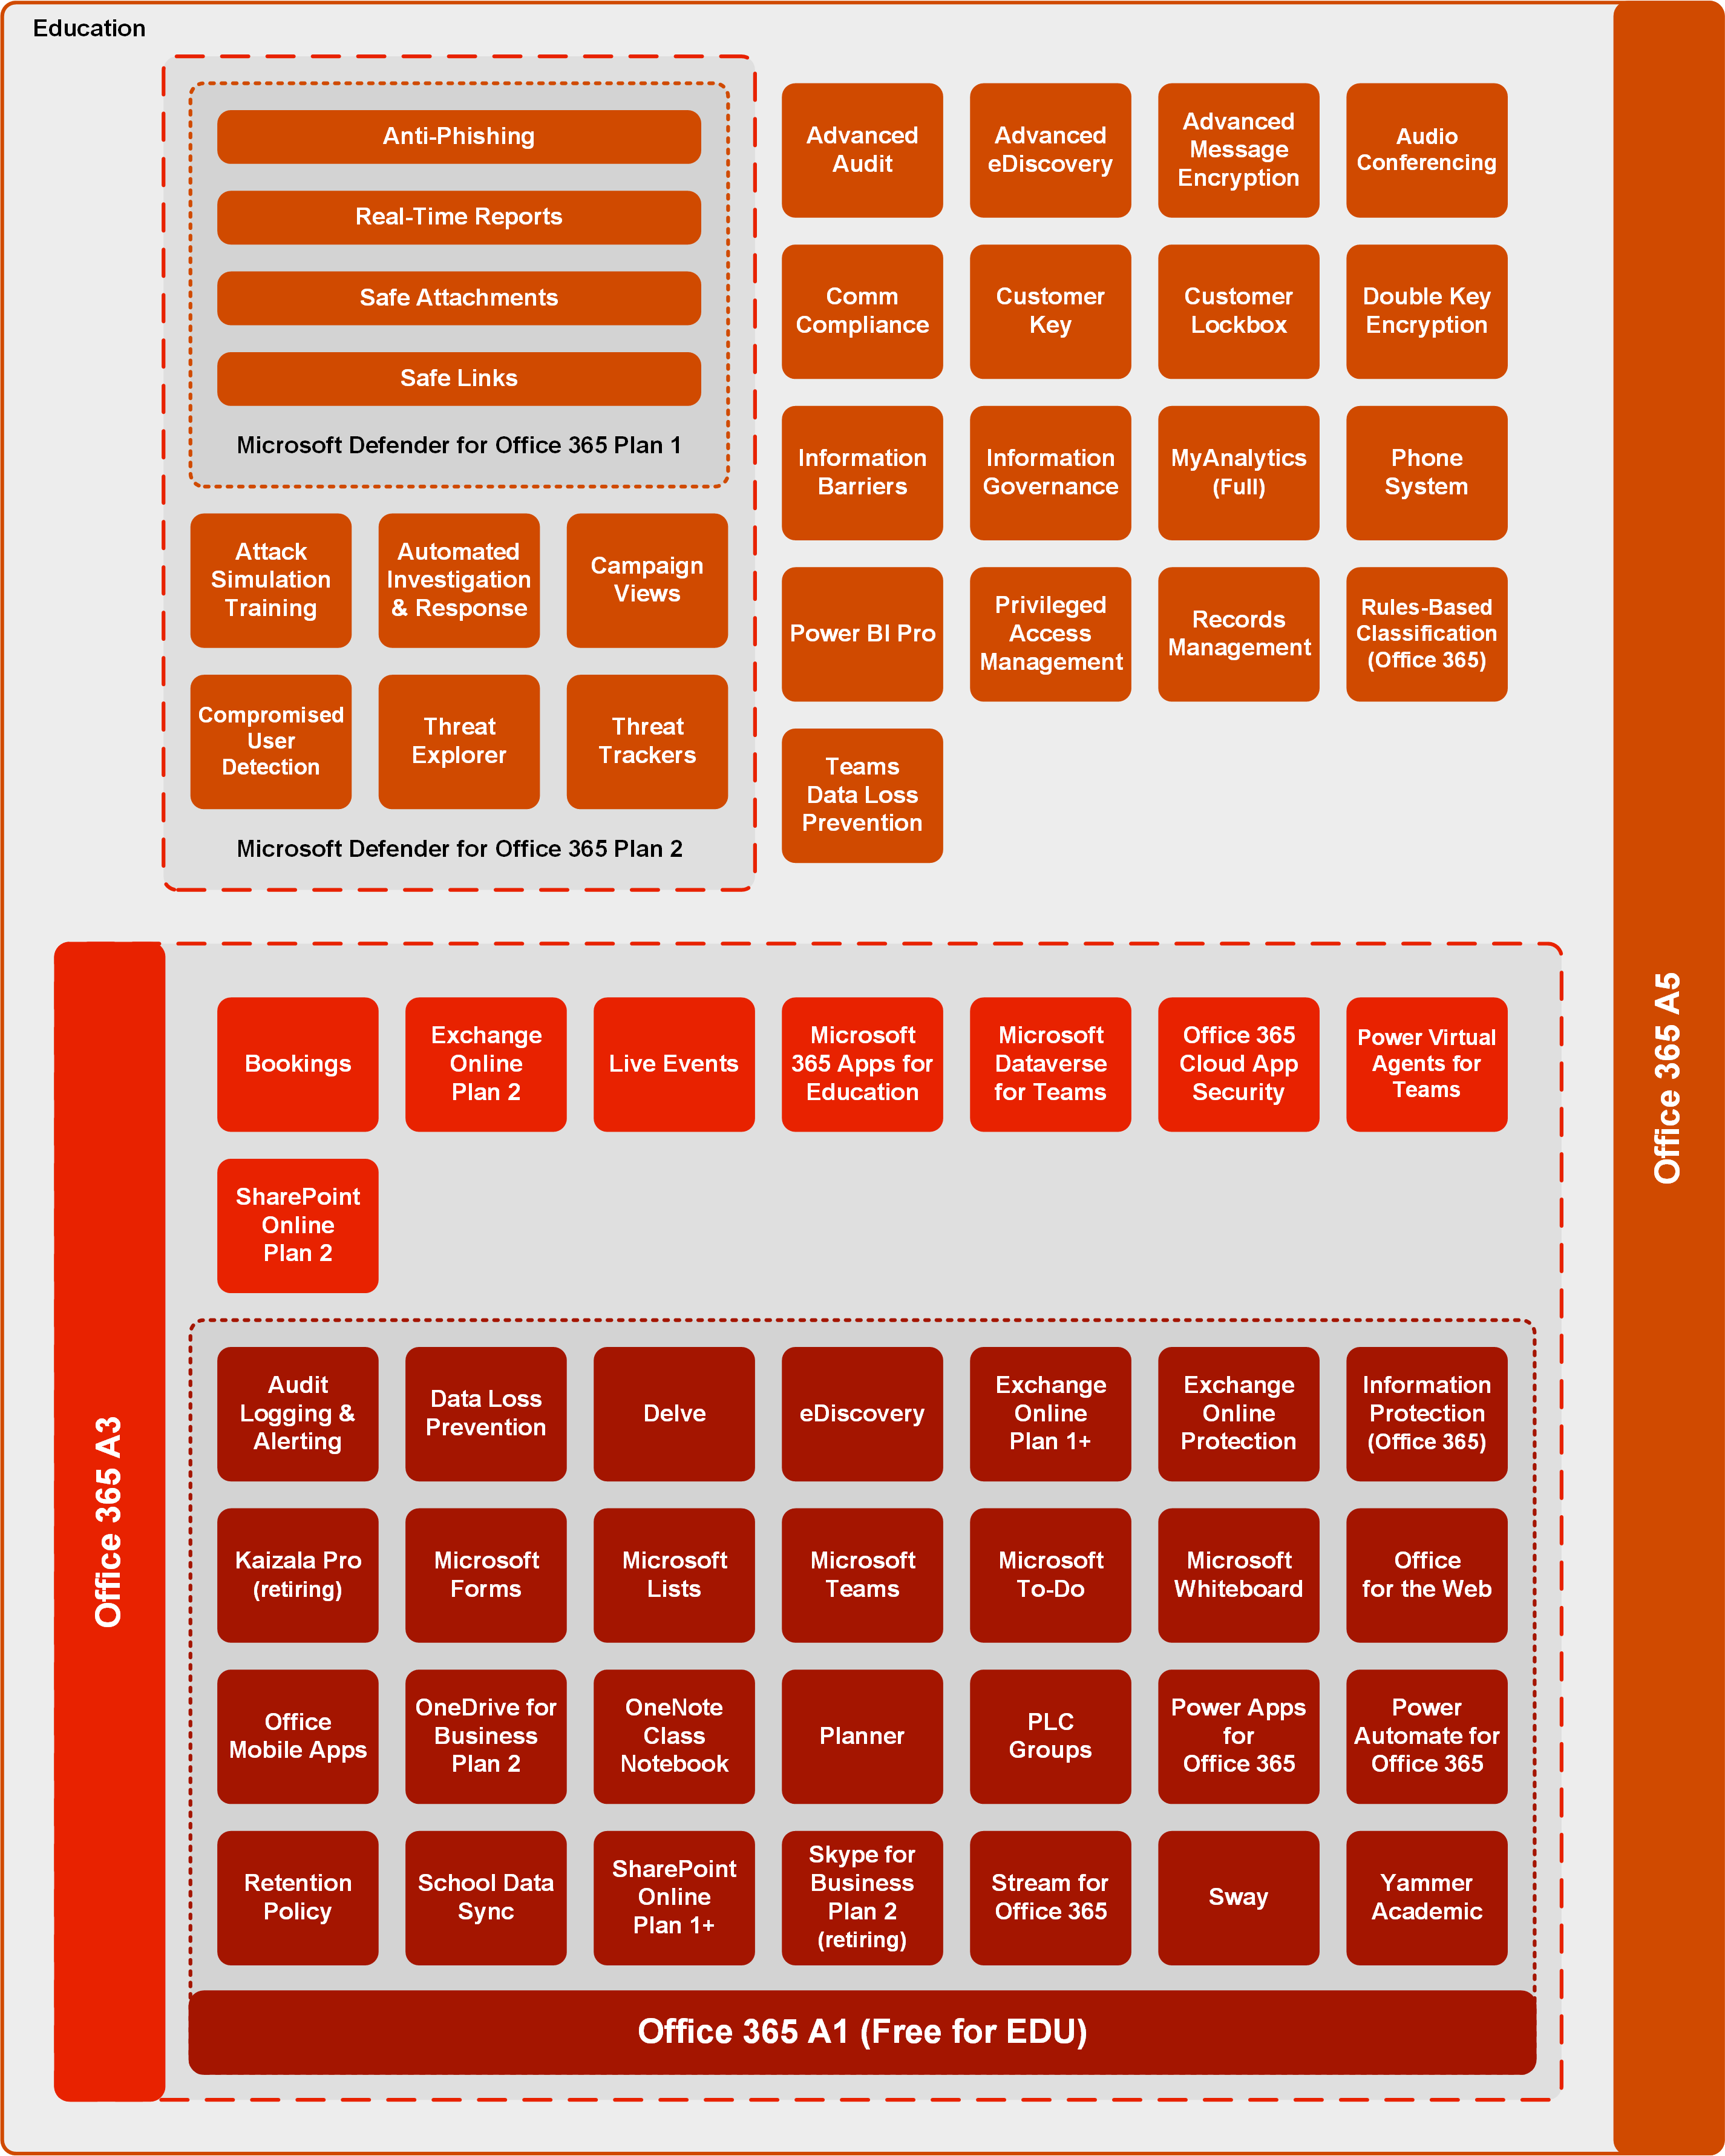 Education
Anti-Phishing
Real-Time Reports
Safe Attachments
Safe Links
Microsoft Defender for Office 365 Plan 1
Attack
Simulation
Training
Automated
Investigation
& Response
Campaign
Views
Compromised
User
Detection
Threat
Explorer
Threat
Trackers
Microsoft Defender for Office 365 Plan 2
Advanced
Audit
Advanced
eDiscovery
Advanced
Message
Encryption
Audio
Conferencing
Comm
Compliance
Customer
Key
Customer
Lockbox
Double Key
Encryption
Information
Barriers
Information
Governance
MyAnalytics
(Full)
Phone
System
Power BI Pro
Privileged
Access
Management
Records
Management
Rules-Based
Classification
(Office 365)
Teams
Data Loss
Prevention
Office 365 A5
Office 365 A3
Bookings
Exchange
Online
Plan 2
Live Events
Microsoft
365 Apps for
Education
Microsoft
Dataverse
for Teams
Office 365
Cloud App
Security
Power Virtual
Agents for
Teams
SharePoint
Online
Plan 2
Audit
Logging &
Alerting
Data Loss
Prevention
Delve
eDiscovery
Exchange
Online
Plan 1+
Exchange
Online
Protection
Information
Protection
(Office 365)
Kaizala Pro
(retiring)
Microsoft
Forms
Microsoft
Lists
Microsoft
Teams
Microsoft
To-Do
Microsoft
Whiteboard
Office
for the Web
Office
Mobile Apps
OneDrive for
Business
Plan 2
OneNote
Class
Notebook
Planner
PLC
Groups
Power Apps
for
Office 365
Power
Automate for
Office 365
Retention
Policy
School Data
Sync
SharePoint
Online
Plan 1+
Skype for
Business
Plan 2
(retiring)
Stream for
Office 365
Sway
Yammer
Academic
Office 365 A1 (Free for EDU)